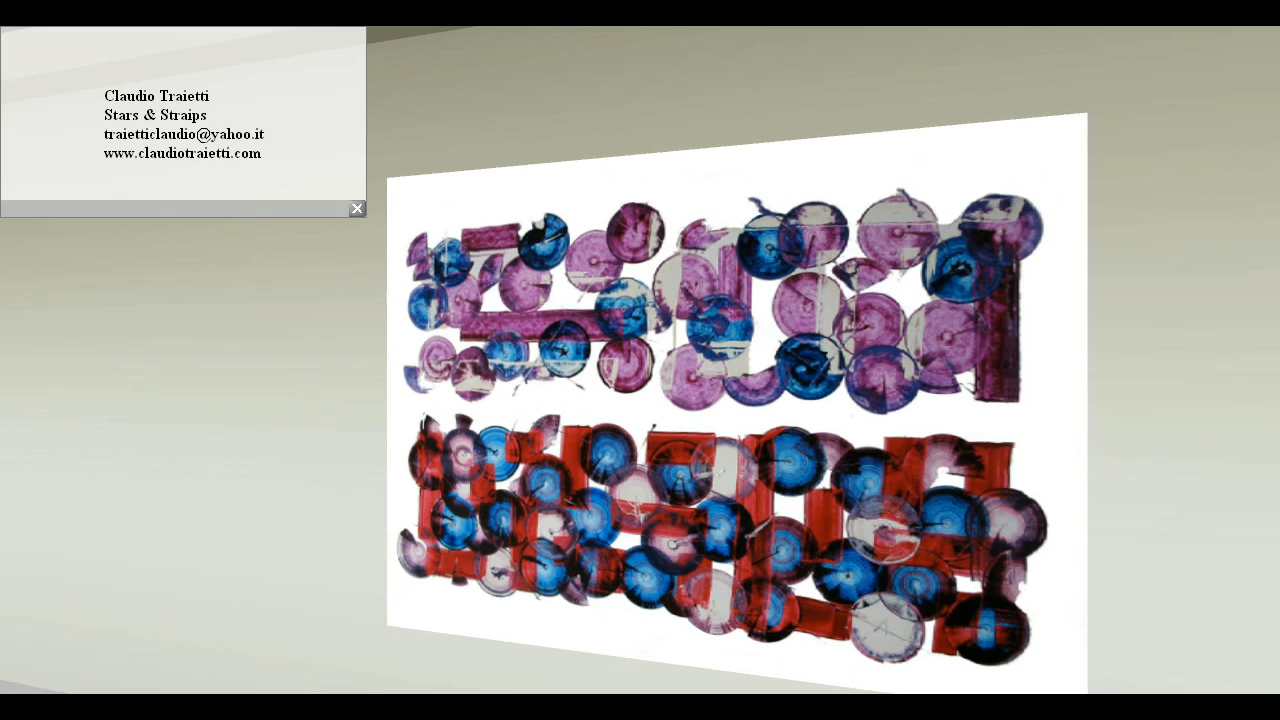 Claudio Traietti
Stars & Straips
traietticlaudio@yahoo.it
www.claudiotraietti.com